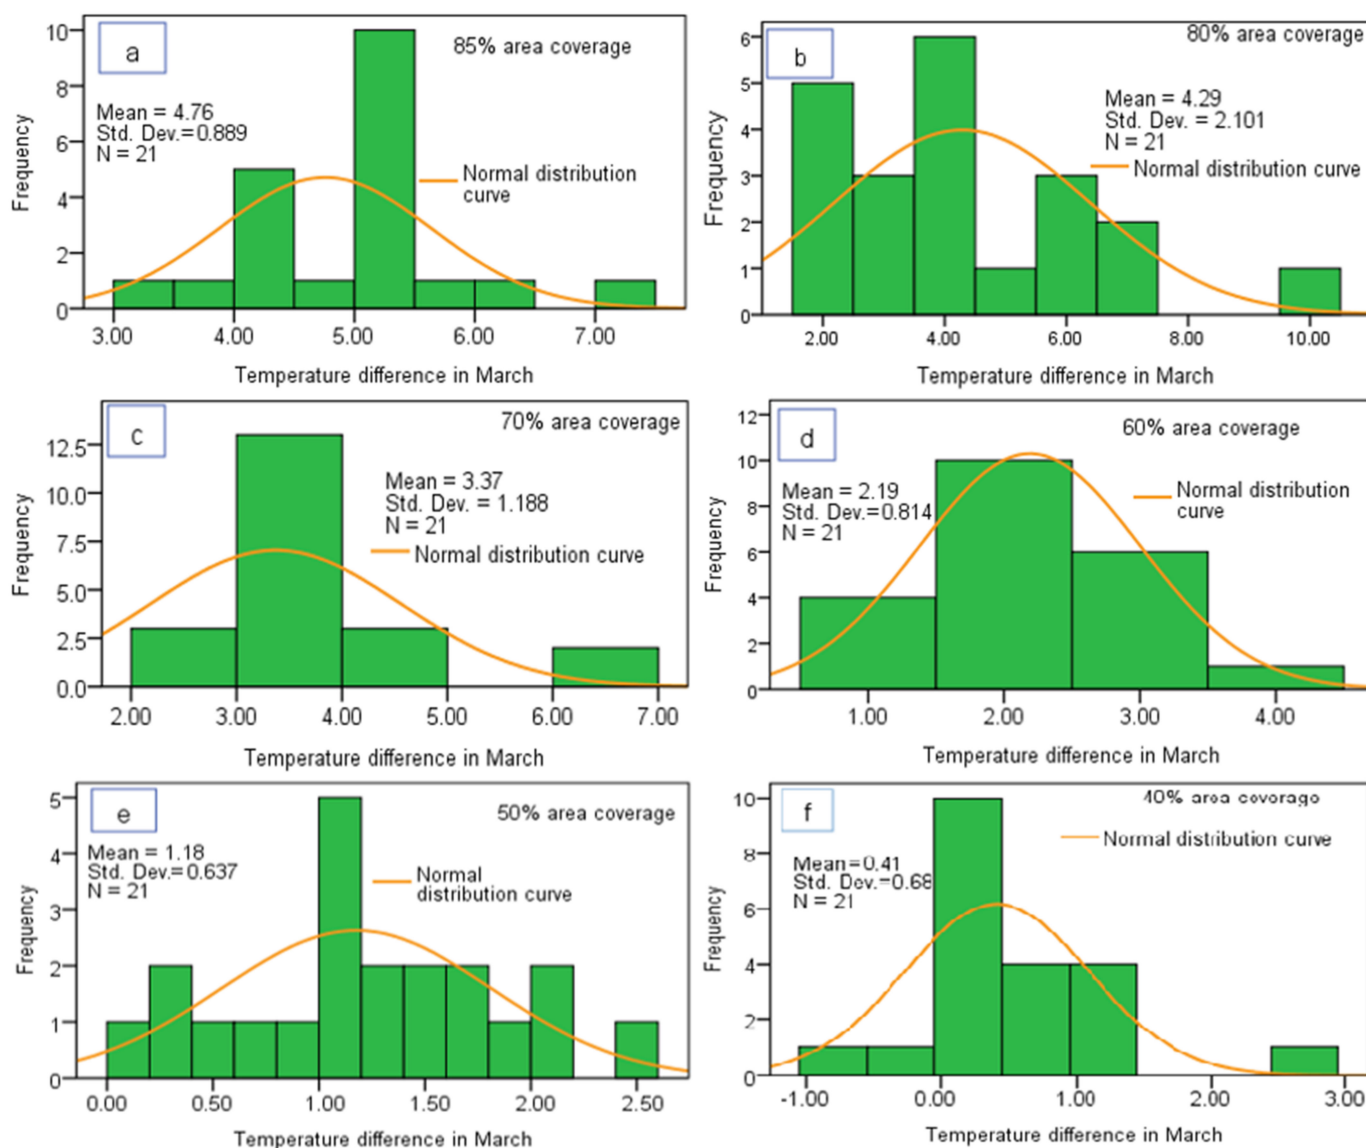 a
85% area coverage
Mean = 4.76
Std. Dev.=0.889
N = 21
Normal distribution
curve
Frequency
10
8
6
4
2
0
3.00 4.00 5.00 6.00 7.00
Temperature difference in March
b
80% area coverage
Mean = 4.29
Std. Dev. = 2.101
N = 21
Normal distribution curve
Frequency
6
5
4
3
2
1
0
2.00 4.00 6.00 8.00 10.00
Temperature difference in March
c
70% area coverage
Mean = 3.37
Std. Dev. = 1.188
N = 21
Normal distribution curve
Frequency
12.5
10.0
7.5
5.0
2.5
0.0
2.00 3.00 4.00 5.00 6.00 7.00
Temperature difference in March
d
60% area coverage
Mean = 2.19
Std. Dev.=0.814
N = 21
Normal distribution
curve
Frequency
12
10
8
6
4
2
0
1.00 2.00 3.00 4.00
Temperature difference in March
e
50% area coverage
Mean = 1.18
Std. Dev.=0.637
N = 21
Normal
distribution curve
Frequency
5
4
3
2
1
0
0.00 0.50 1.00 1.50 2.00 2.50
Temperature difference in March
f
40% area coverage
Normal distribution curve
Mean=0.41
Std. Dev.=0.68
N = 21
Frequency
10
8
6
4
2
0
-1.00 0.00 1.00 2.00 3.00
Temperature difference in March